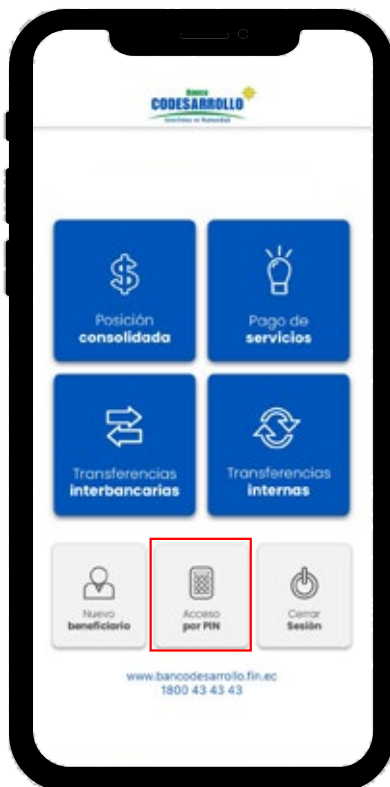 Banco
CODESARROLLO
Posición
consolidada
Pago de
servicios
Transferencias
interbancarias
Transferencias
internas
Nuevo
beneficiario
Acceso
por PIN
Cerrar
Sesión
www.bancodesarrollo.fin.ec
1800 43 43 43